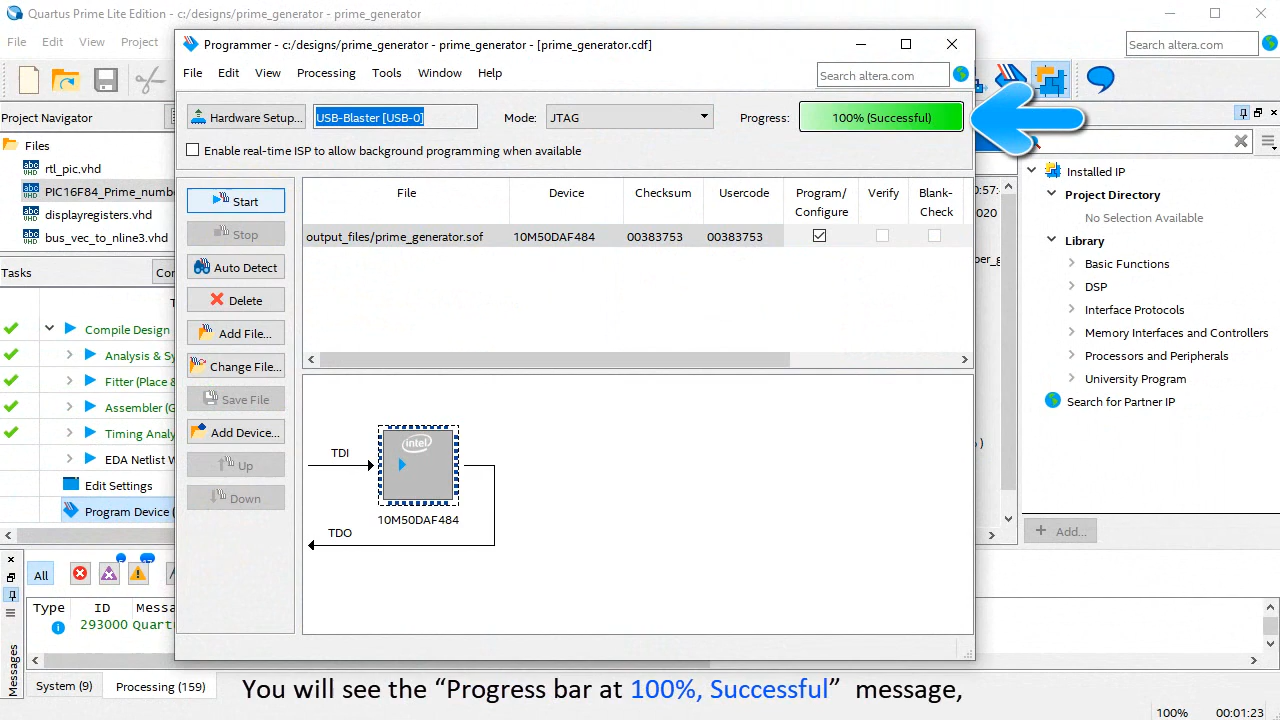 Quartus Prime Lite Edition - c:/designs/prime_generator - prime_generator
File Edit View Project
Search altera.com
Programmer - c:/designs/prime_generator - prime_generator - [prime_generator.cdf]
File Edit View Processing Tools Window Help
Search altera.com
Hardware Setup... USB-Blaster [USB-0] Mode: JTAG Progress: 100% (Successful)
Enable real-time ISP to allow background programming when available
Start
Stop
Auto Detect
Delete
Add File...
Change File...
Save File
Add Device...
Up
Down
File Device Checksum Usercode Program/ Verify Blank-
Configure Check
output_files/prime_generator.sof 10M50DAF484 00383753 00383753
TDI
intel
10M50DAF484
TDO
Project Navigator
Files
abc rtl_pic.vhd
abc PIC16F84_Prime_numb
abc displayregisters.vhd
abc bus_vec_to_nline3.vhd
Tasks
Compile Design
Analysis & Sy
Fitter (Place &
Assembler (G
Timing Analy
EDA Netlist W
Edit Settings
Program Device (
:57:
2020
per_g
Installed IP
Project Directory
No Selection Available
Library
Basic Functions
DSP
Interface Protocols
Memory Interfaces and Controllers
Processors and Peripherals
University Program
Search for Partner IP
+ Add...
All
Type ID Messa
293000 Quart
Messages
System (9) Processing (159)
You will see the “Progress bar at 100%, Successful” message,
100% 00:01:23